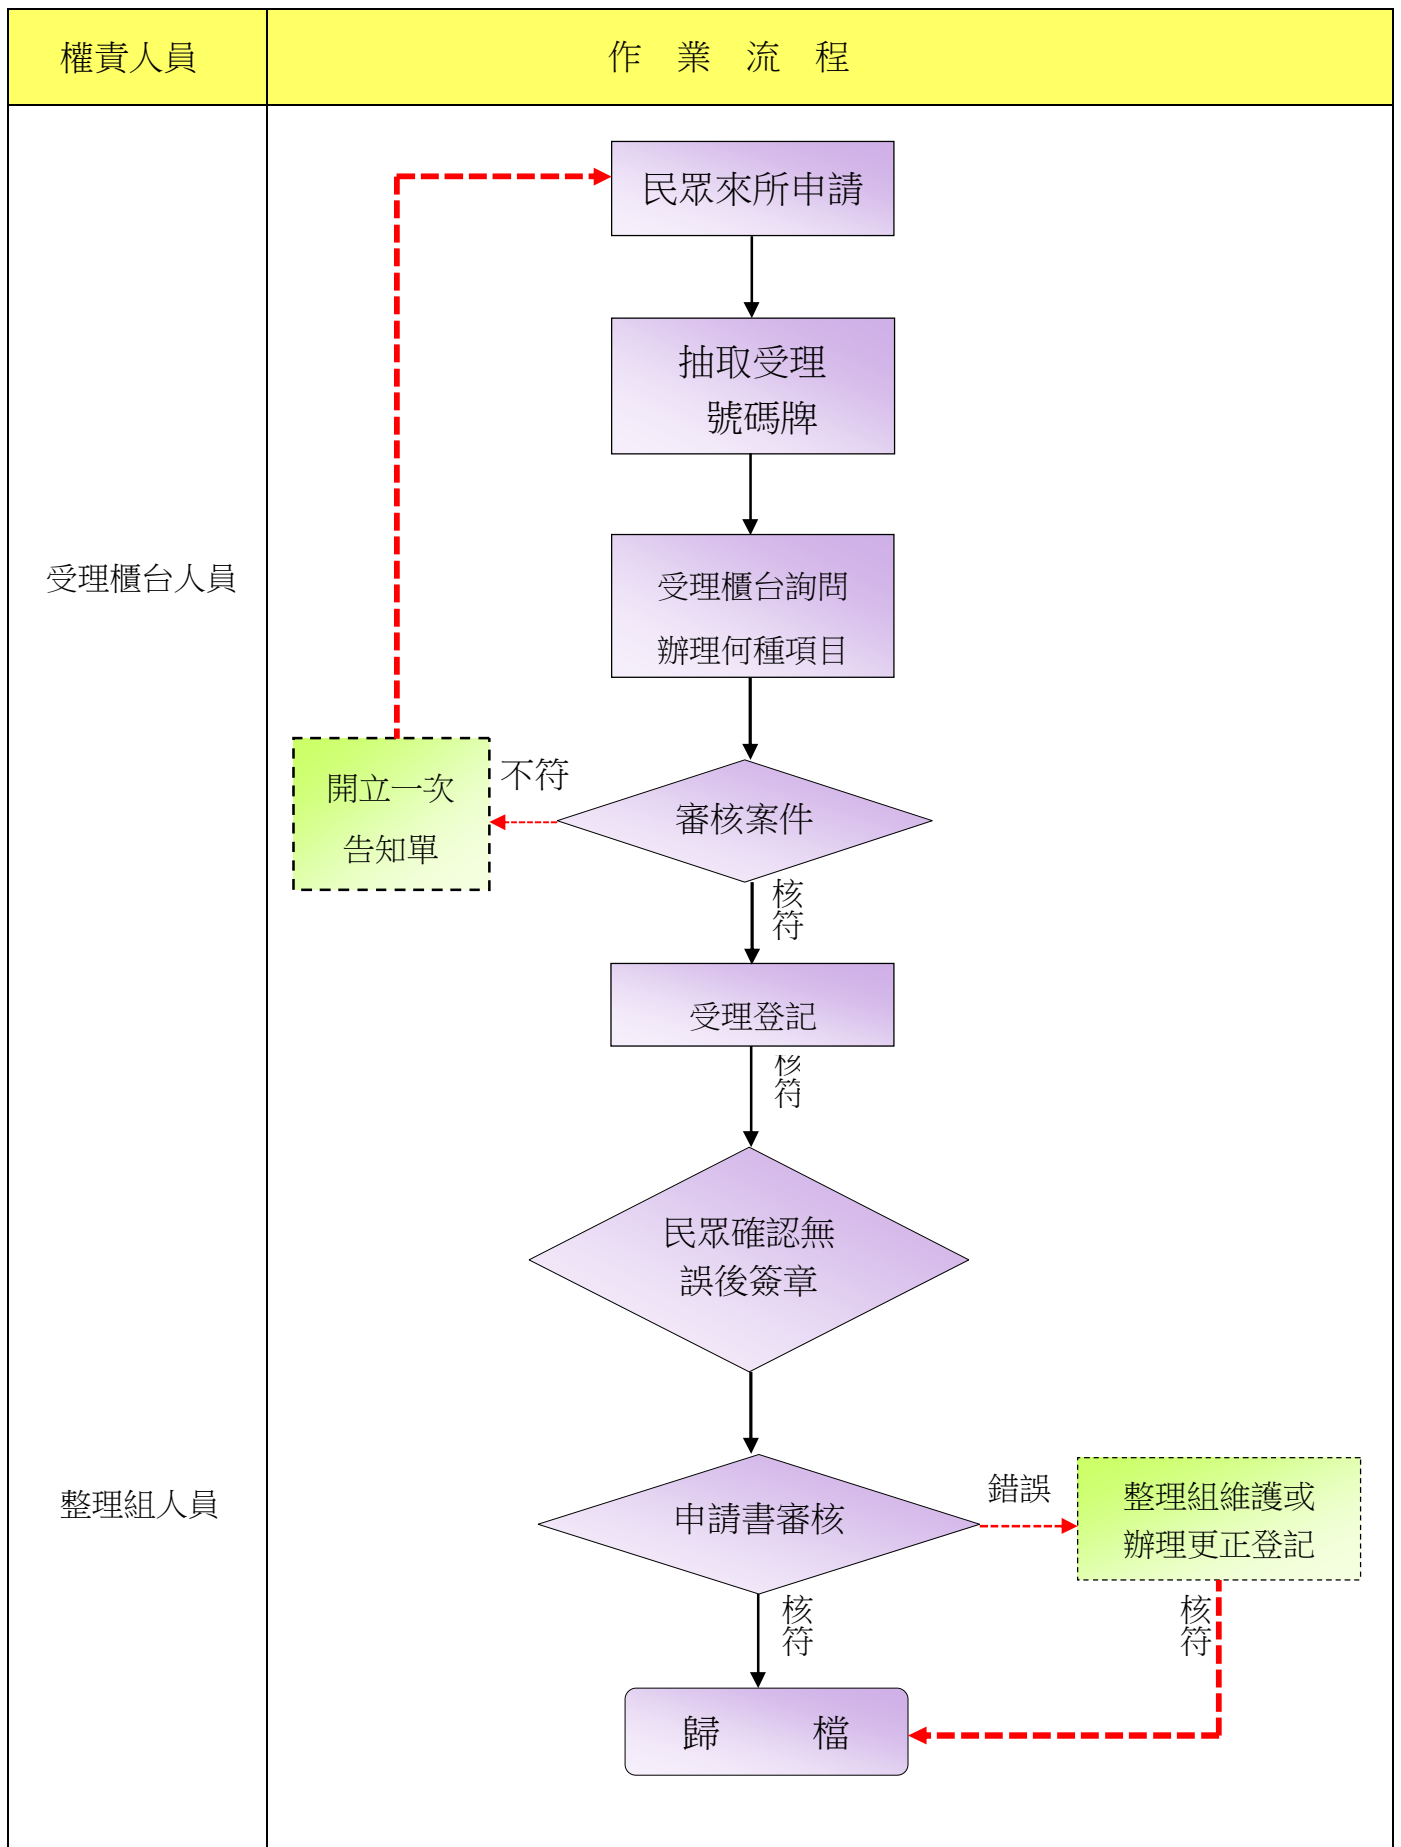 權責人員
作 業 流 程
民眾來所申請
抽取受理
號碼牌
受理櫃台人員
受理櫃台詢問
辦理何種項目
開立一次
告知單
不符
審核案件
核
符
受理登記
核
符
民眾確認無
誤後簽章
整理組人員
申請書審核
錯誤
整理組維護或
辦理更正登記
核
符
核
符
歸 檔